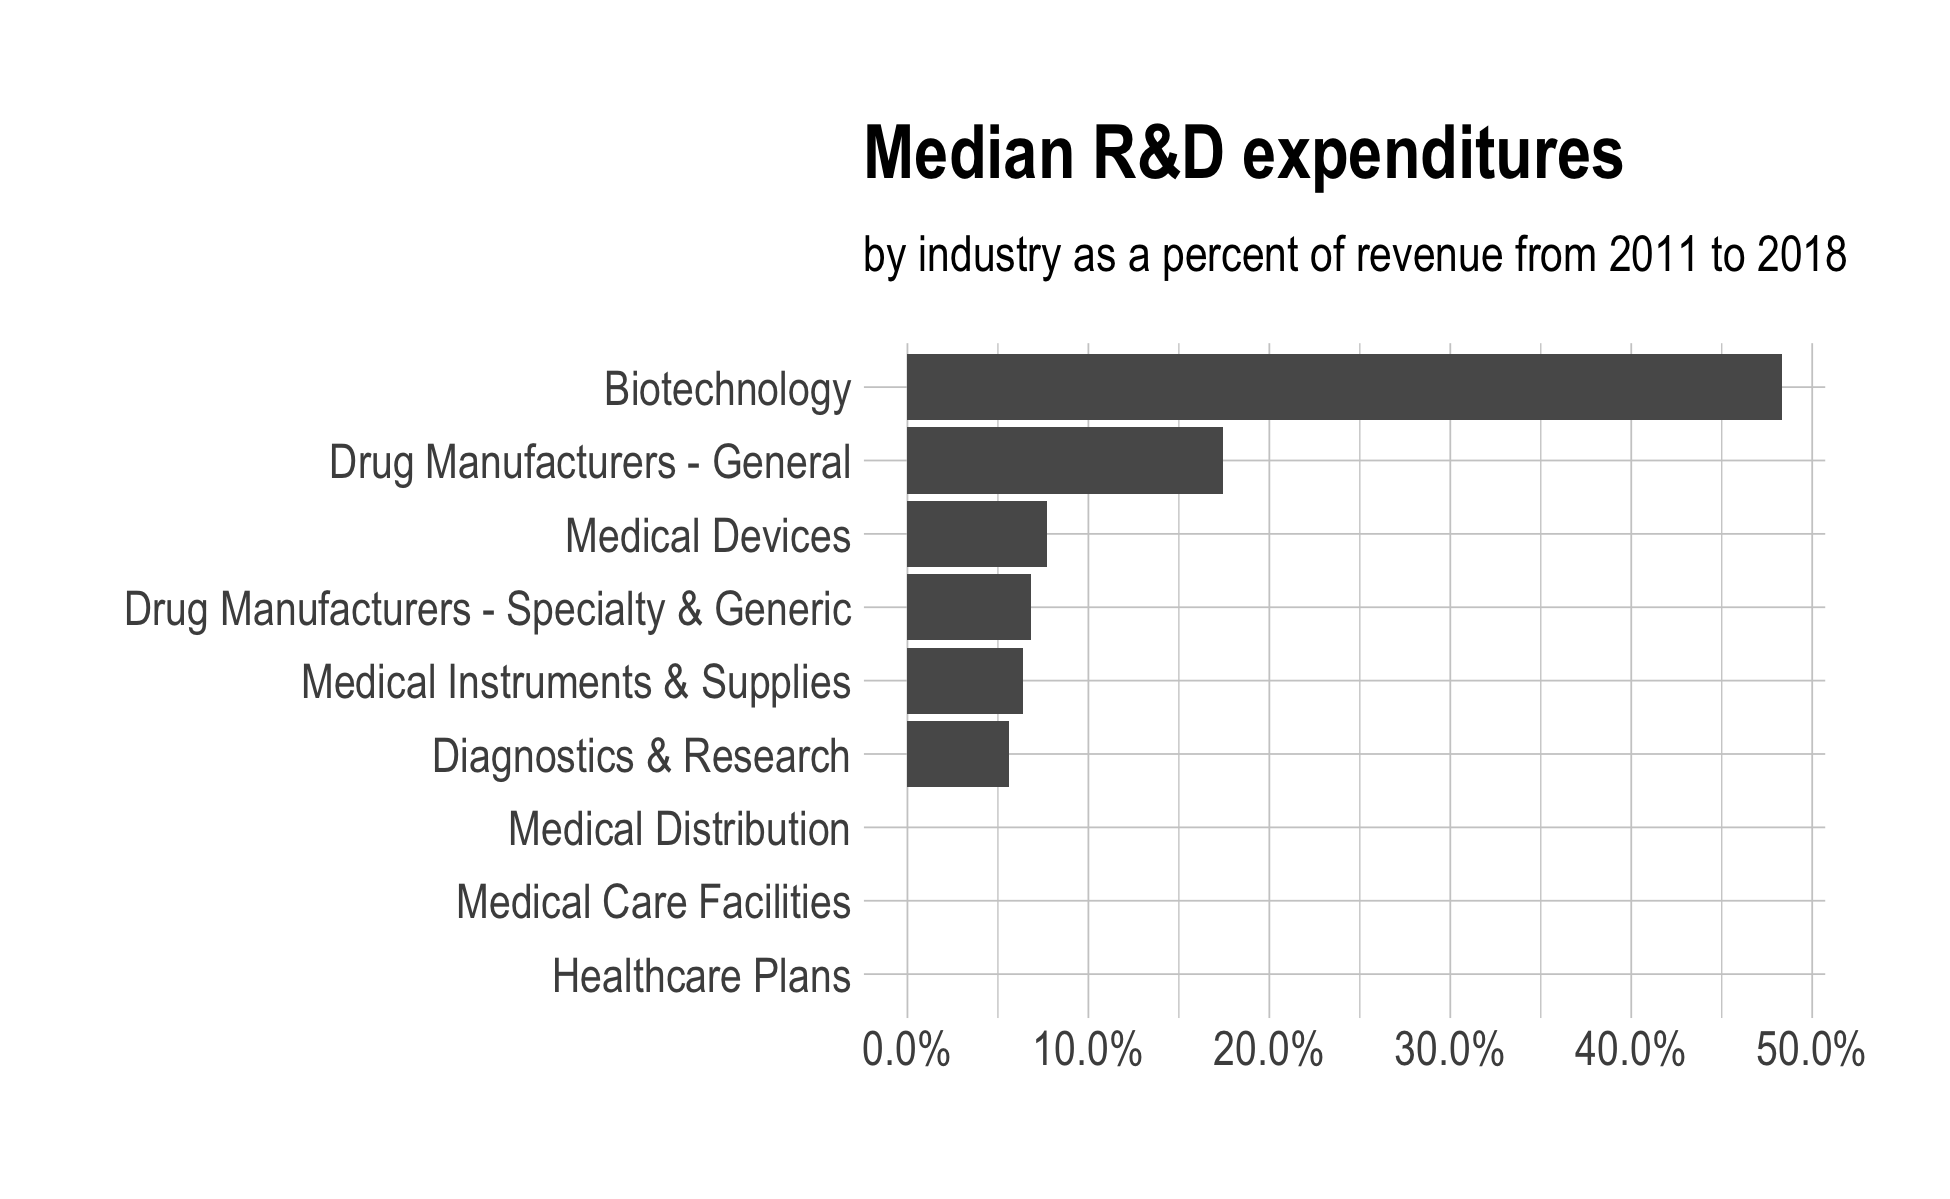 Median R&D expenditures
by industry as a percent of revenue from 2011 to 2018
Biotechnology
Drug Manufacturers - General
Medical Devices
Drug Manufacturers - Specialty & Generic
Medical Instruments & Supplies
Diagnostics & Research
Medical Distribution
Medical Care Facilities
Healthcare Plans
0.0% 10.0% 20.0% 30.0% 40.0% 50.0%